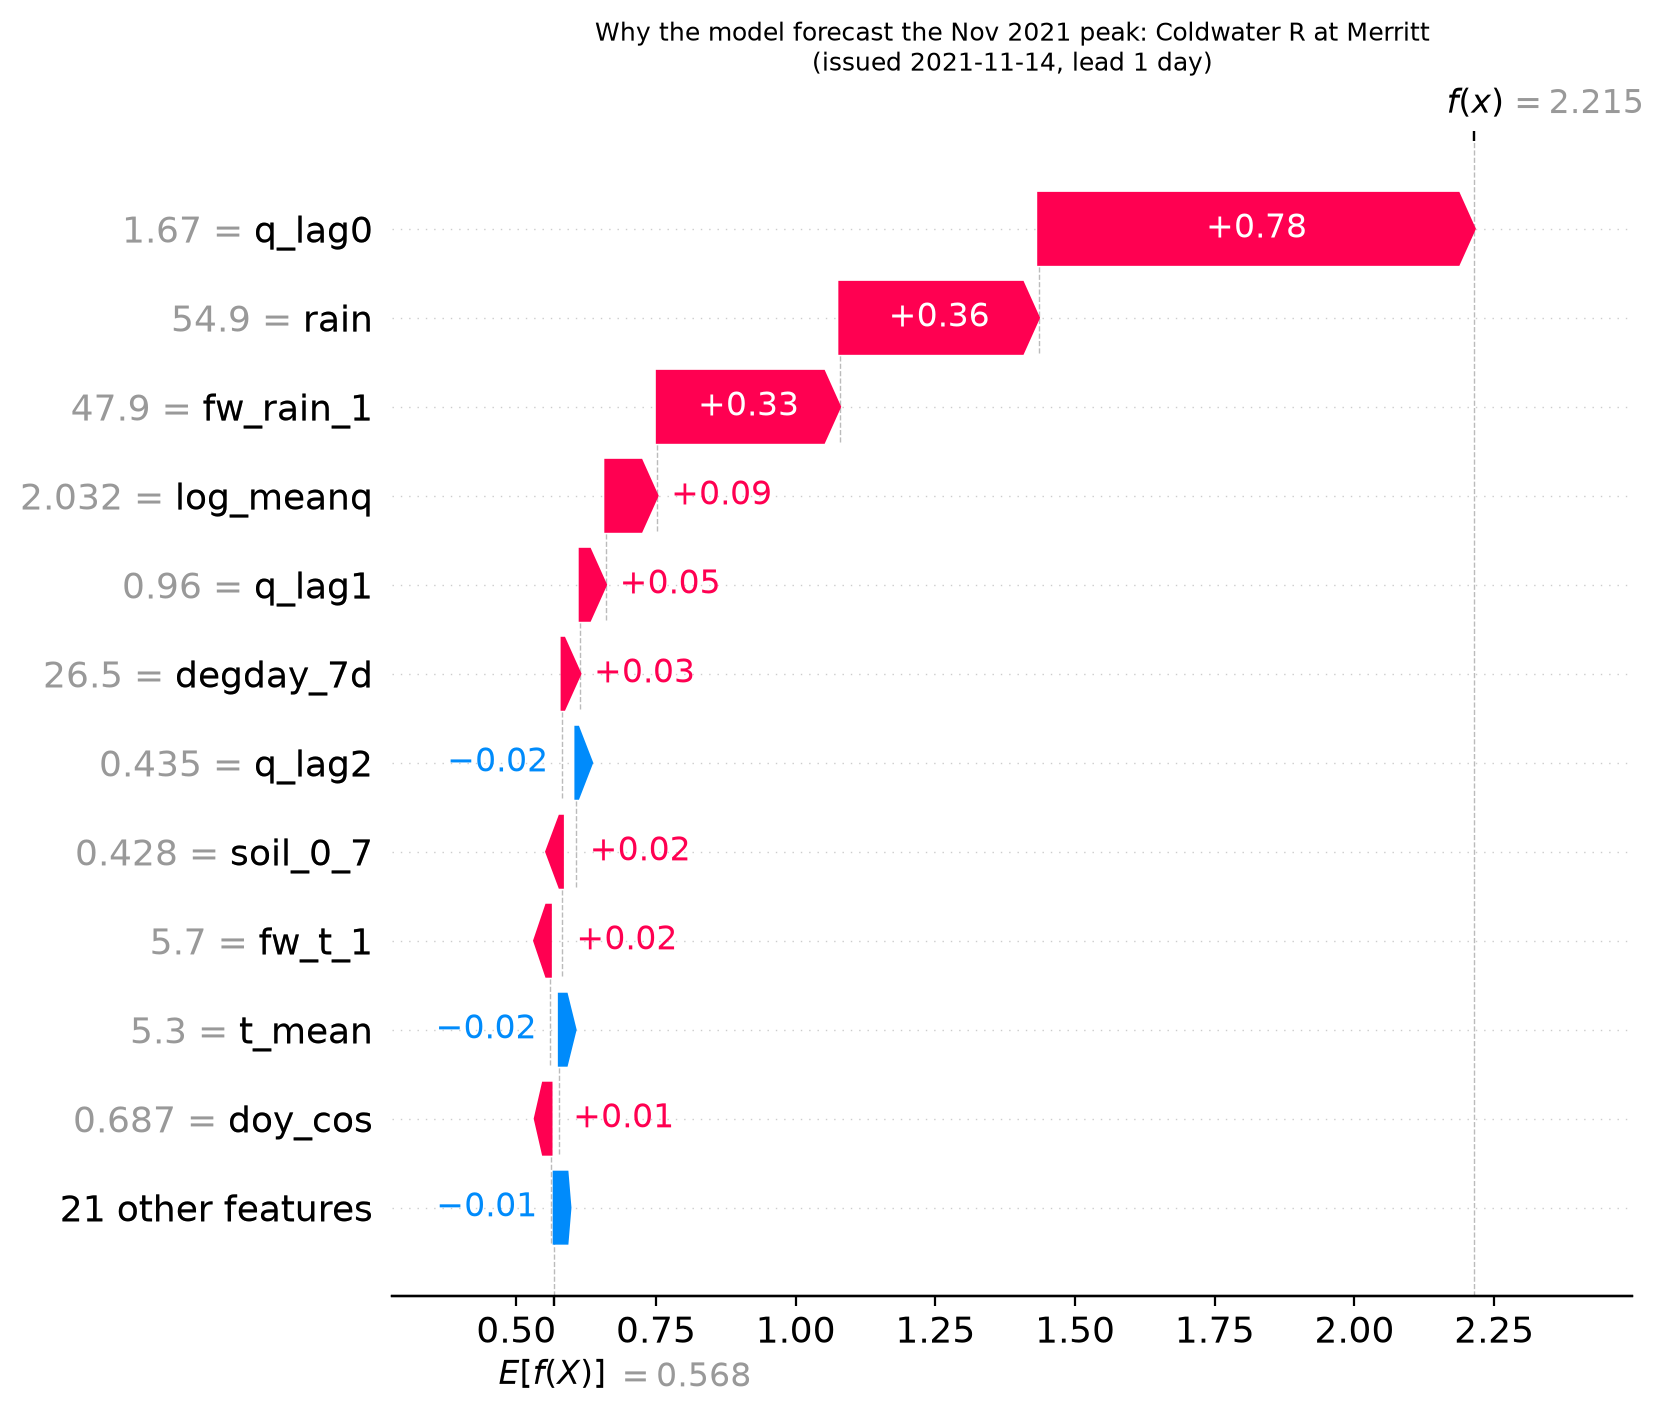 Why the model forecast the Nov 2021 peak: Coldwater R at Merritt
(issued 2021-11-14, lead 1 day)
f(x) = 2.215
1.67 = q_lag0
+0.78
54.9 = rain
+0.36
47.9 = fw_rain_1
+0.33
2.032 = log_meanq
+0.09
0.96 = q_lag1
+0.05
26.5 = degday_7d
+0.03
0.435 = q_lag2
−0.02
0.428 = soil_0_7
+0.02
5.7 = fw_t_1
+0.02
5.3 = t_mean
−0.02
0.687 = doy_cos
+0.01
21 other features
−0.01
0.50 0.75 1.00 1.25 1.50 1.75 2.00 2.25
E[f(X)] = 0.568